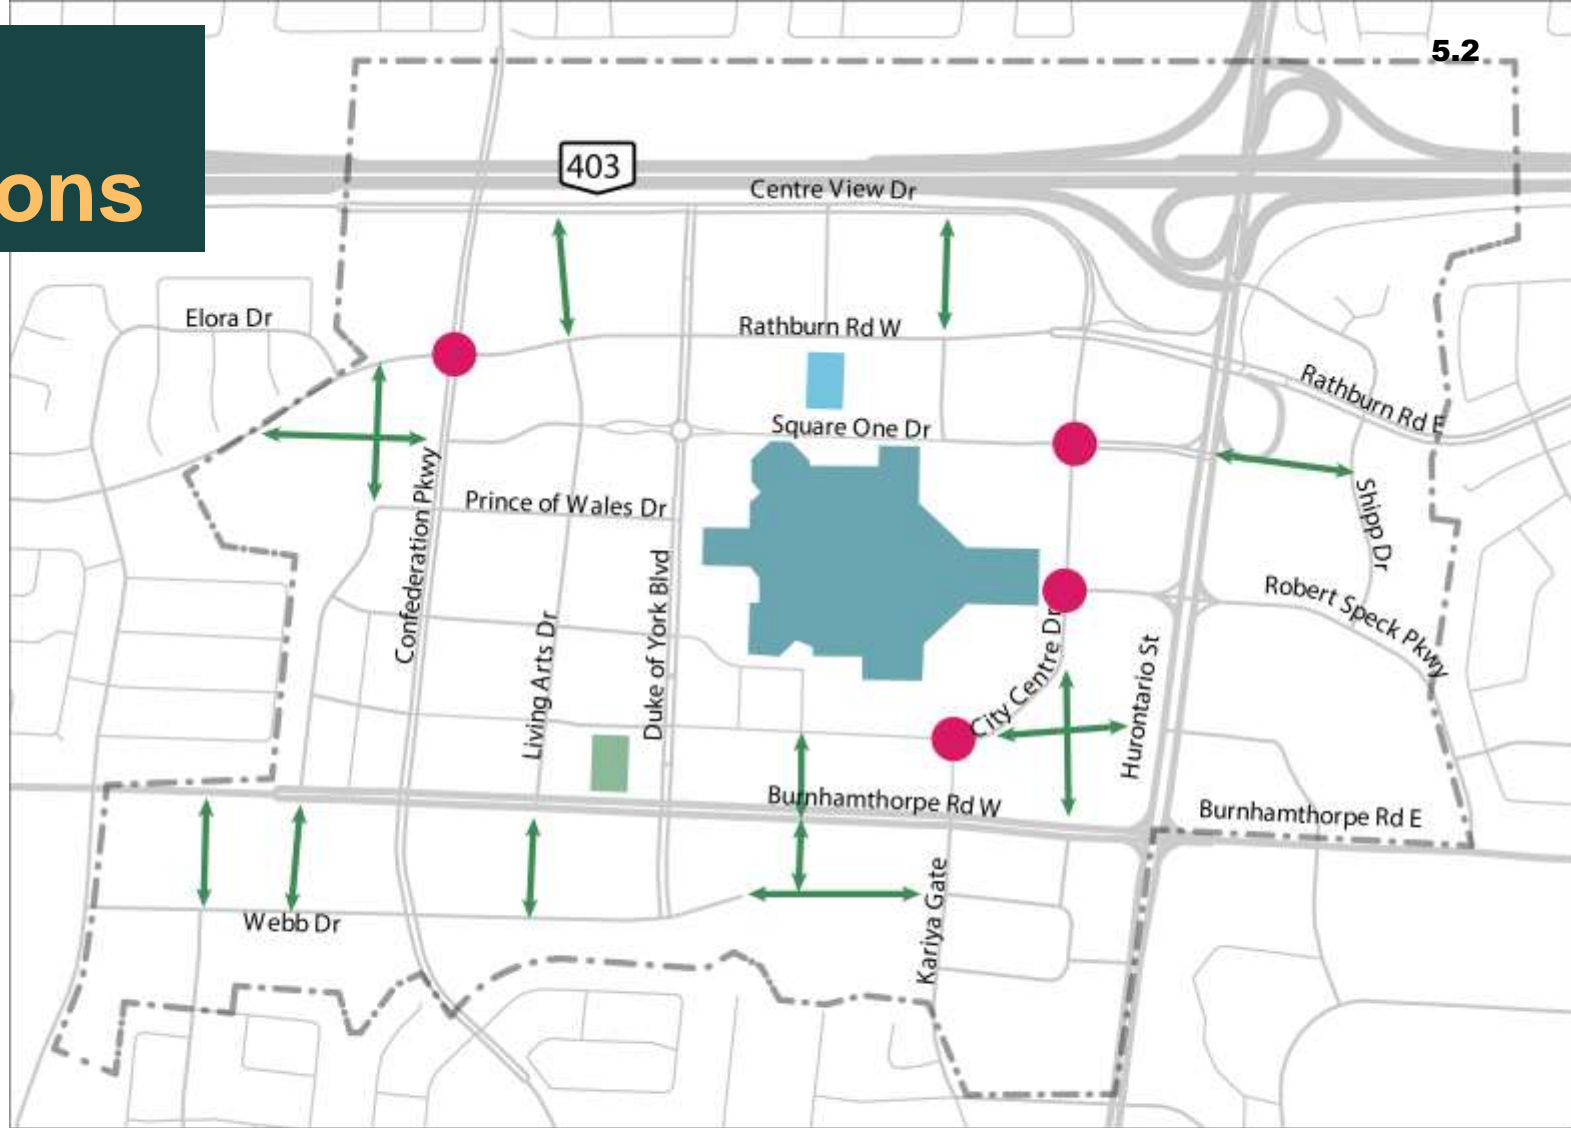 5.2
ons
403
Centre View Dr
Elora Dr
Rathburn Rd W
Rathburn Rd E
Square One Dr
Confederation Pkwy
Prince of Wales Dr
Shipp Dr
Duke of York Blvd
Robert Speck Pkwy
Living Arts Dr
City Centre Dr
Hurontario St
Burnhamthorpe Rd W
Burnhamthorpe Rd E
Kariya Gate
Webb Dr